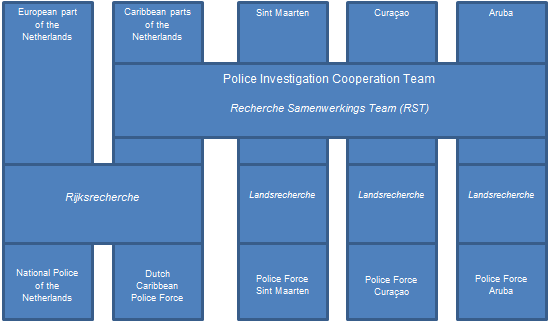 European part
of the
Netherlands
Caribbean parts
of the
Netherlands
Sint Maarten
Curaçao
Aruba
Police Investigation Cooperation Team
Recherche Samenwerkings Team (RST)
Rijksrecherche
Landsrecherche
Landsrecherche
Landsrecherche
National Police
of the
Netherlands
Dutch
Caribbean
Police Force
Police Force
Sint Maarten
Police Force
Curaçao
Police Force
Aruba